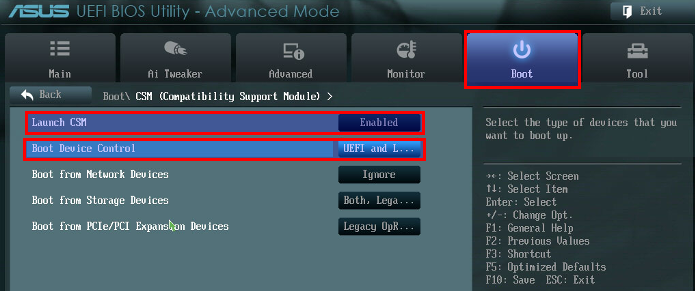 ASUS UEFI BIOS Utility - Advanced Mode
Exit
Main
Ai Tweaker
Advanced
Monitor
Boot
Tool
Back
Boot\ CSM (Compatibility Support Module) >
Launch CSM
Enabled
Boot Device Control
UEFI and L...
Boot from Network Devices
Ignore
Boot from Storage Devices
Both, Lega...
Boot from PCIe/PCI Expansion Devices
Legacy OpR...
Select the type of devices that you
want to boot up.
→←: Select Screen
↑↓: Select Item
Enter: Select
+/-: Change Opt.
F1: General Help
F2: Previous Values
F3: Shortcut
F5: Optimized Defaults
F10: Save ESC: Exit